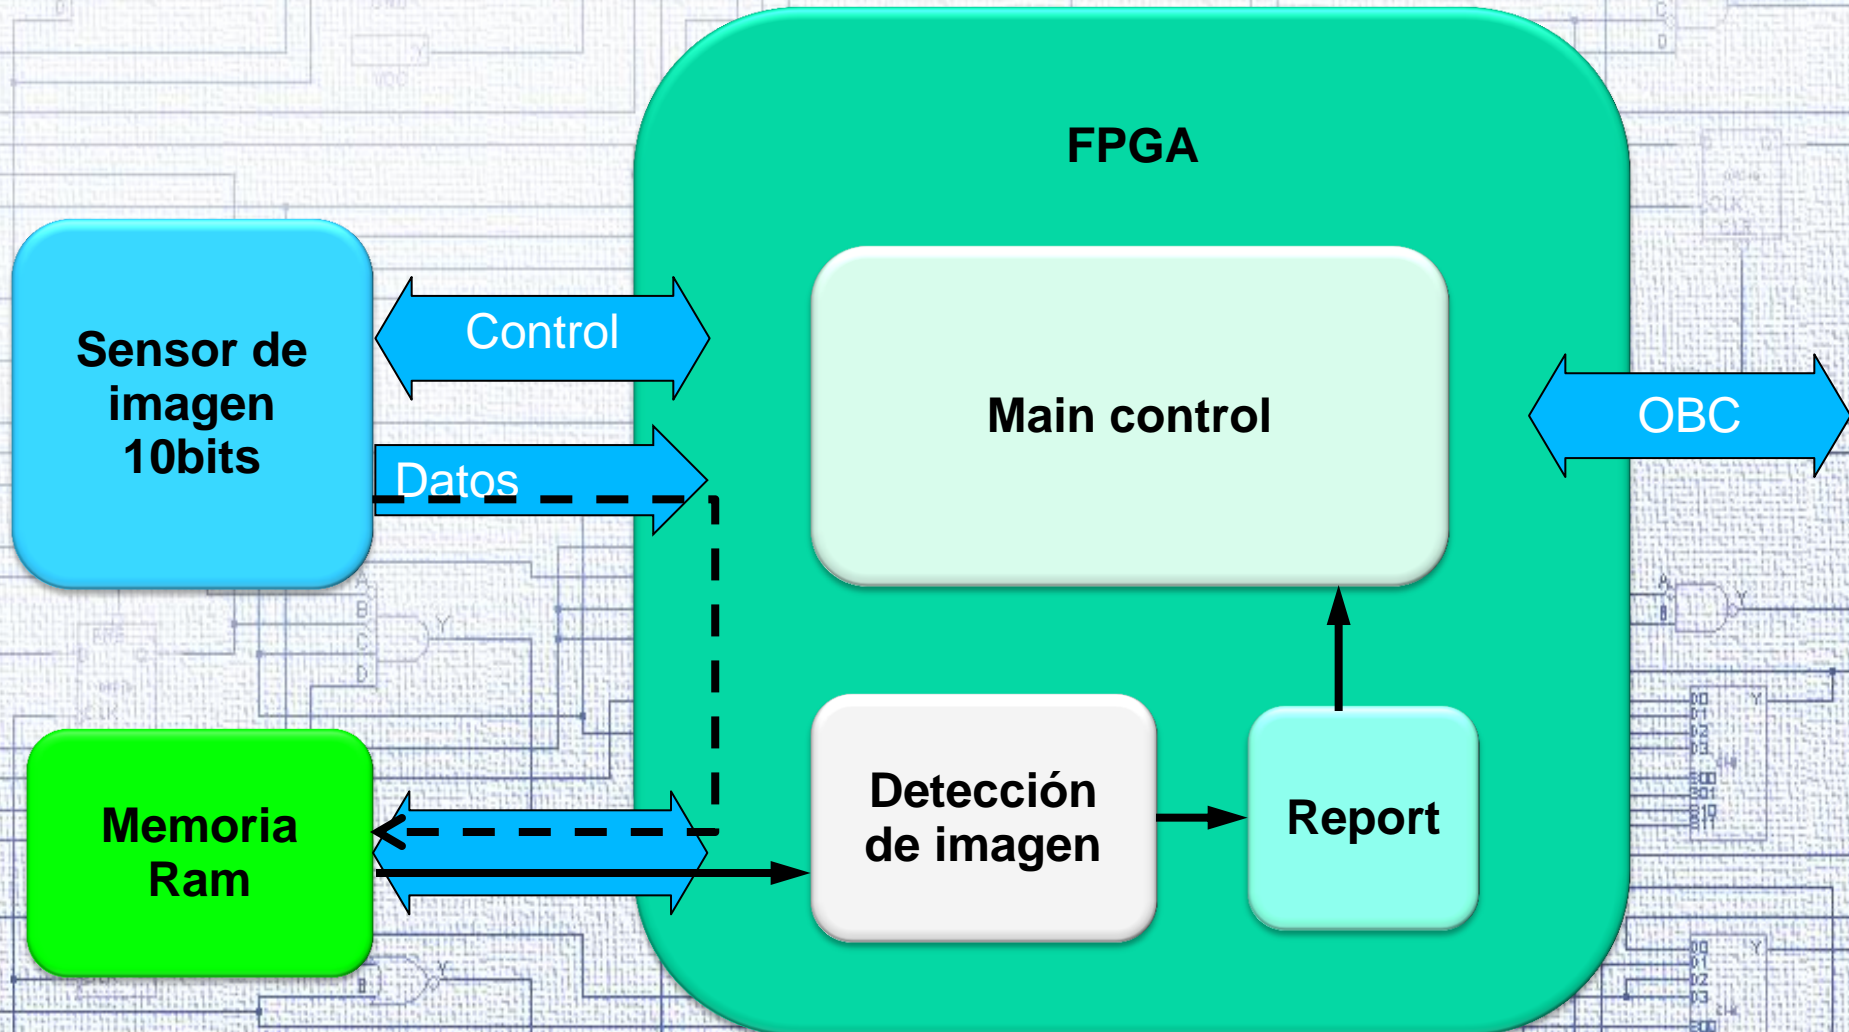 FPGA
Sensor de
imagen
10bits
Control
Datos
Main control
OBC
Memoria
Ram
Detección
de imagen
Report